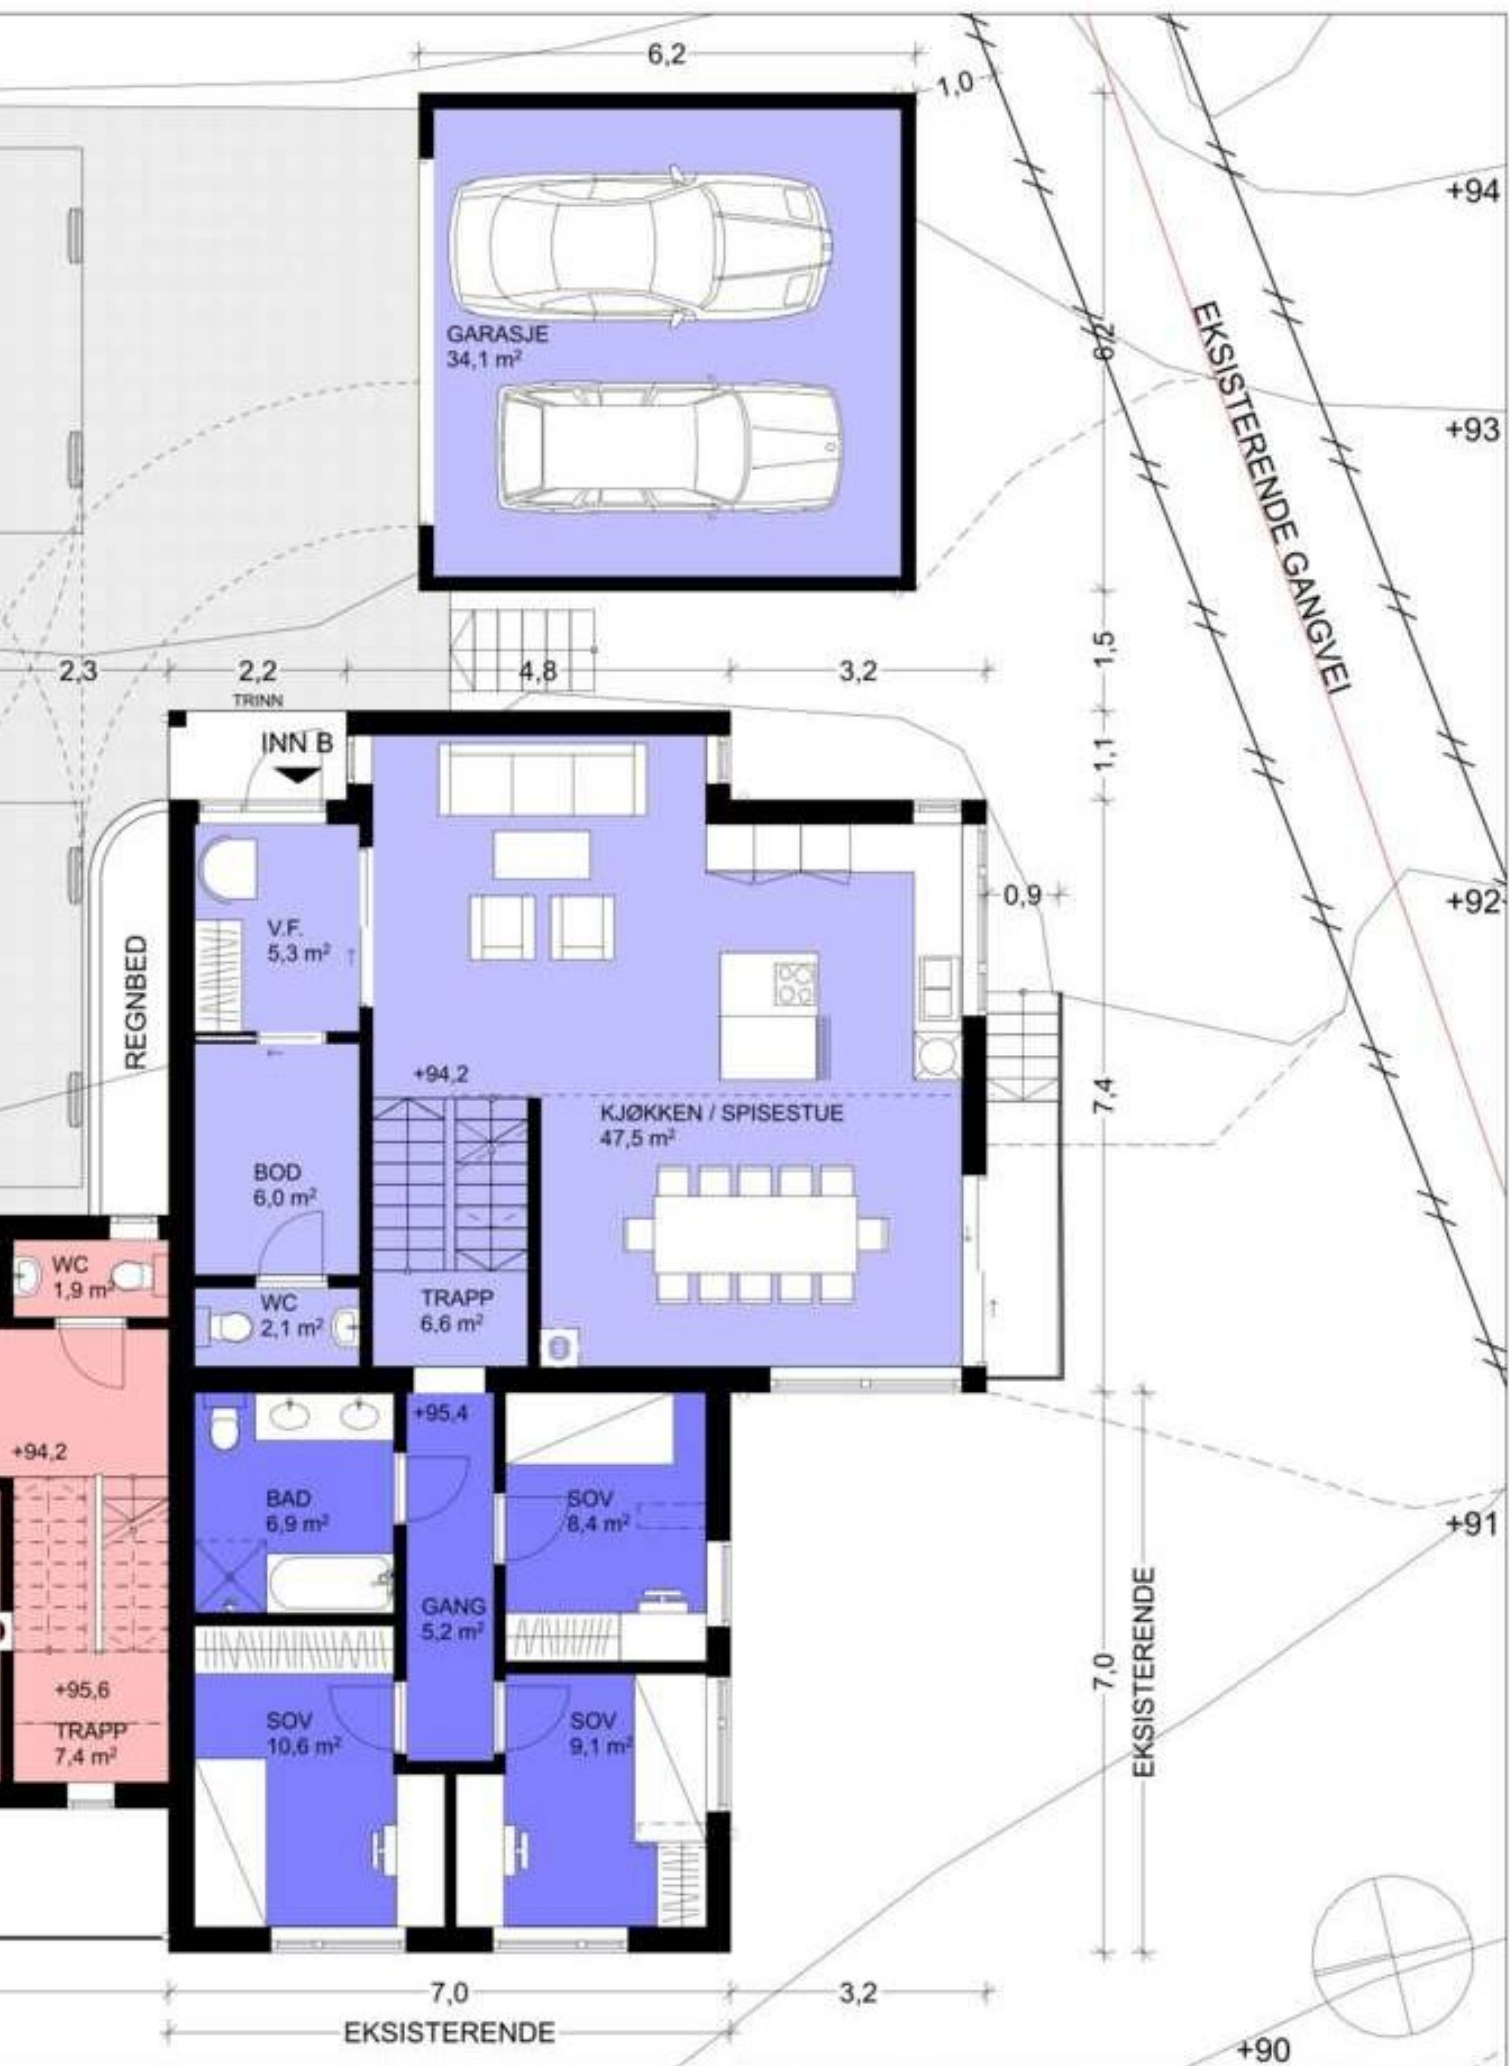 6,2
1,0
+94
GARASJE
34,1 m²
6,2
EKSISTERENDE GANGVEI
+93
1,5
2,3
2,2
4,8
3,2
TRINN
INN B
1,1
0,9
+92
V.F.
5,3 m²
REGNBED
+94,2
KJØKKEN / SPISESTUE
47,5 m²
7,4
BOD
6,0 m²
WC
1,9 m²
WC
2,1 m²
TRAPP
6,6 m²
+95,4
+94,2
BAD
6,9 m²
SOV
8,4 m²
+91
GANG
5,2 m²
7,0
EKSISTERENDE
+95,6
TRAPP
7,4 m²
SOV
10,6 m²
SOV
9,1 m²
7,0
3,2
EKSISTERENDE
+90